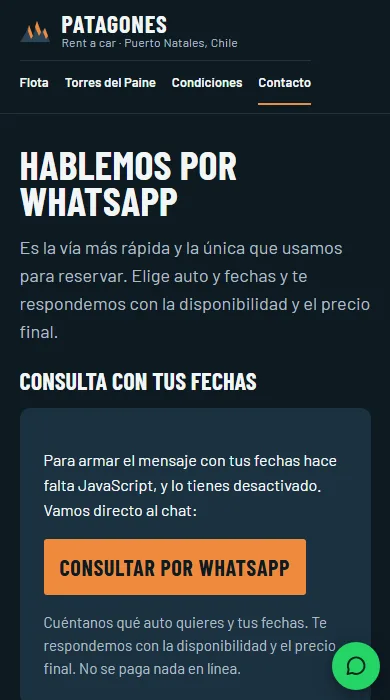 PATAGONES
Rent a car · Puerto Natales, Chile
Flota Torres del Paine Condiciones Contacto
HABLEMOS POR
WHATSAPP
Es la vía más rápida y la única que usamos
para reservar. Elige auto y fechas y te
respondemos con la disponibilidad y el precio
final.
CONSULTA CON TUS FECHAS
Para armar el mensaje con tus fechas hace
falta JavaScript, y lo tienes desactivado.
Vamos directo al chat:
CONSULTAR POR WHATSAPP
Cuéntanos qué auto quieres y tus fechas. Te
respondemos con la disponibilidad y el precio
final. No se paga nada en línea.